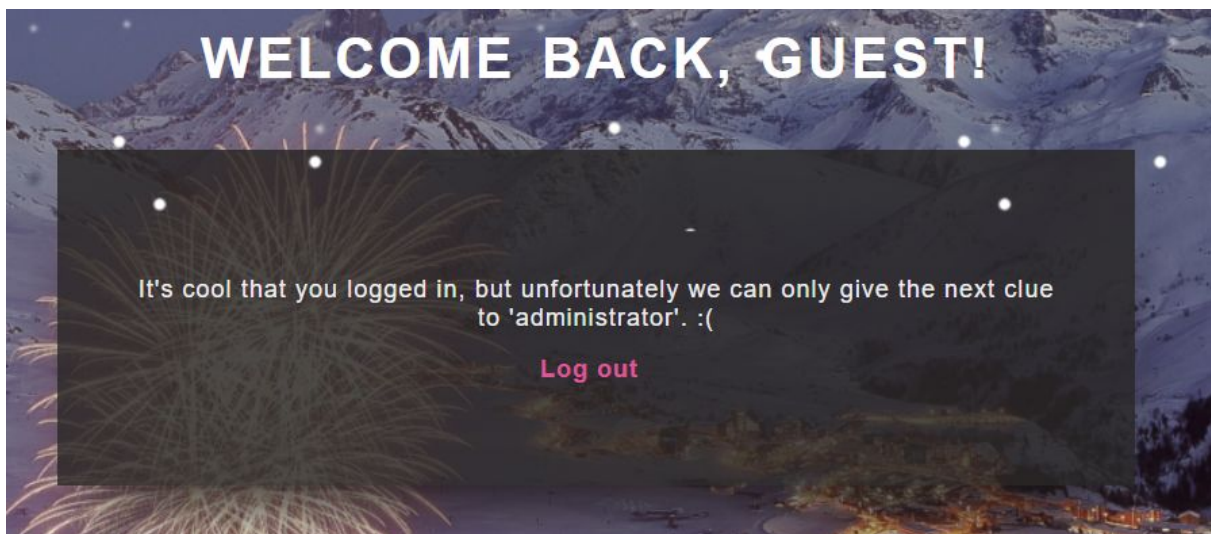 WELCOME BACK, GUEST!
It's cool that you logged in, but unfortunately we can only give the next clue
to 'administrator'. :(
Log out